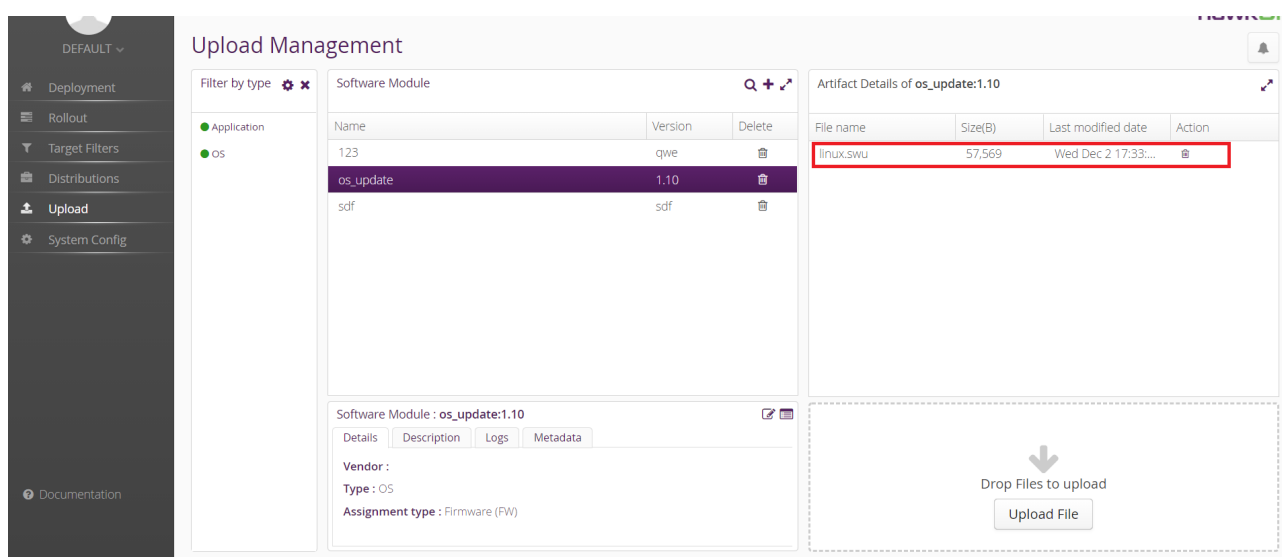 DEFAULT
Upload Management
Deployment
Rollout
Target Filters
Distributions
Upload
System Config
Documentation
Filter by type
Application
OS
Software Module
Name Version Delete
123 qwe
os_update 1.10
sdf sdf
Artifact Details of os_update:1.10
File name Size(B) Last modified date Action
linux.swu 57,569 Wed Dec 2 17:33:...
Software Module : os_update:1.10
Details Description Logs Metadata
Vendor :
Type : OS
Assignment type : Firmware (FW)
Drop Files to upload
Upload File